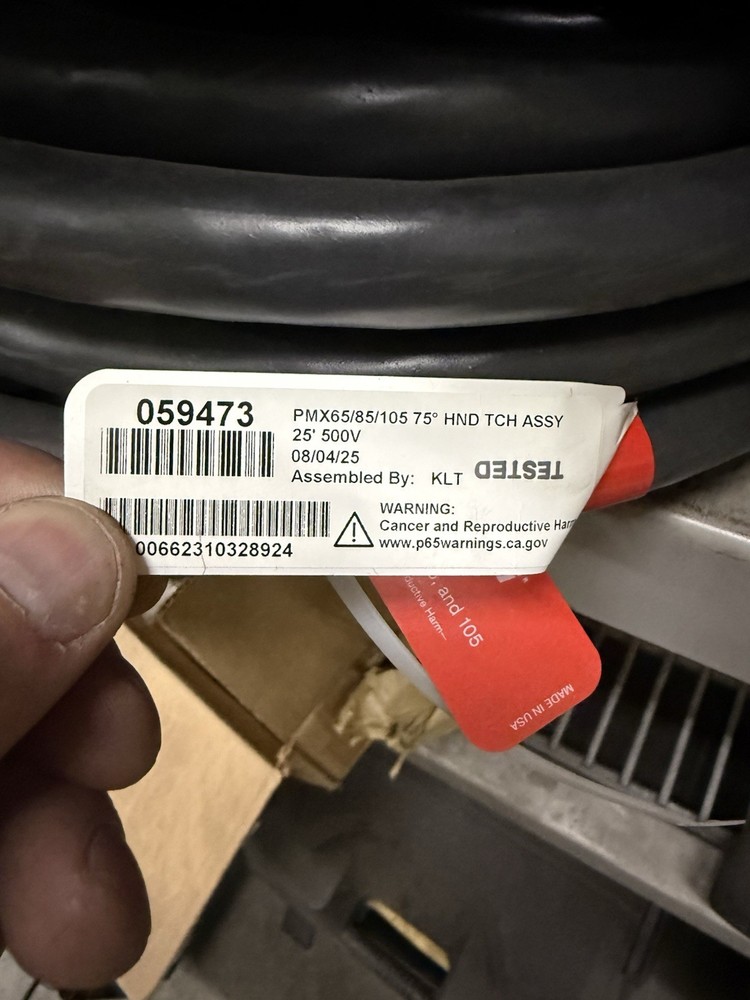 059473
PMX65/85/105 75° HND TCH ASSY
25' 500V
08/04/25
Assembled By: KLT
TESTED
00662310328924
WARNING:
Cancer and Reproductive
www.p65warnings.ca.gov
, and 105
MADE IN USA